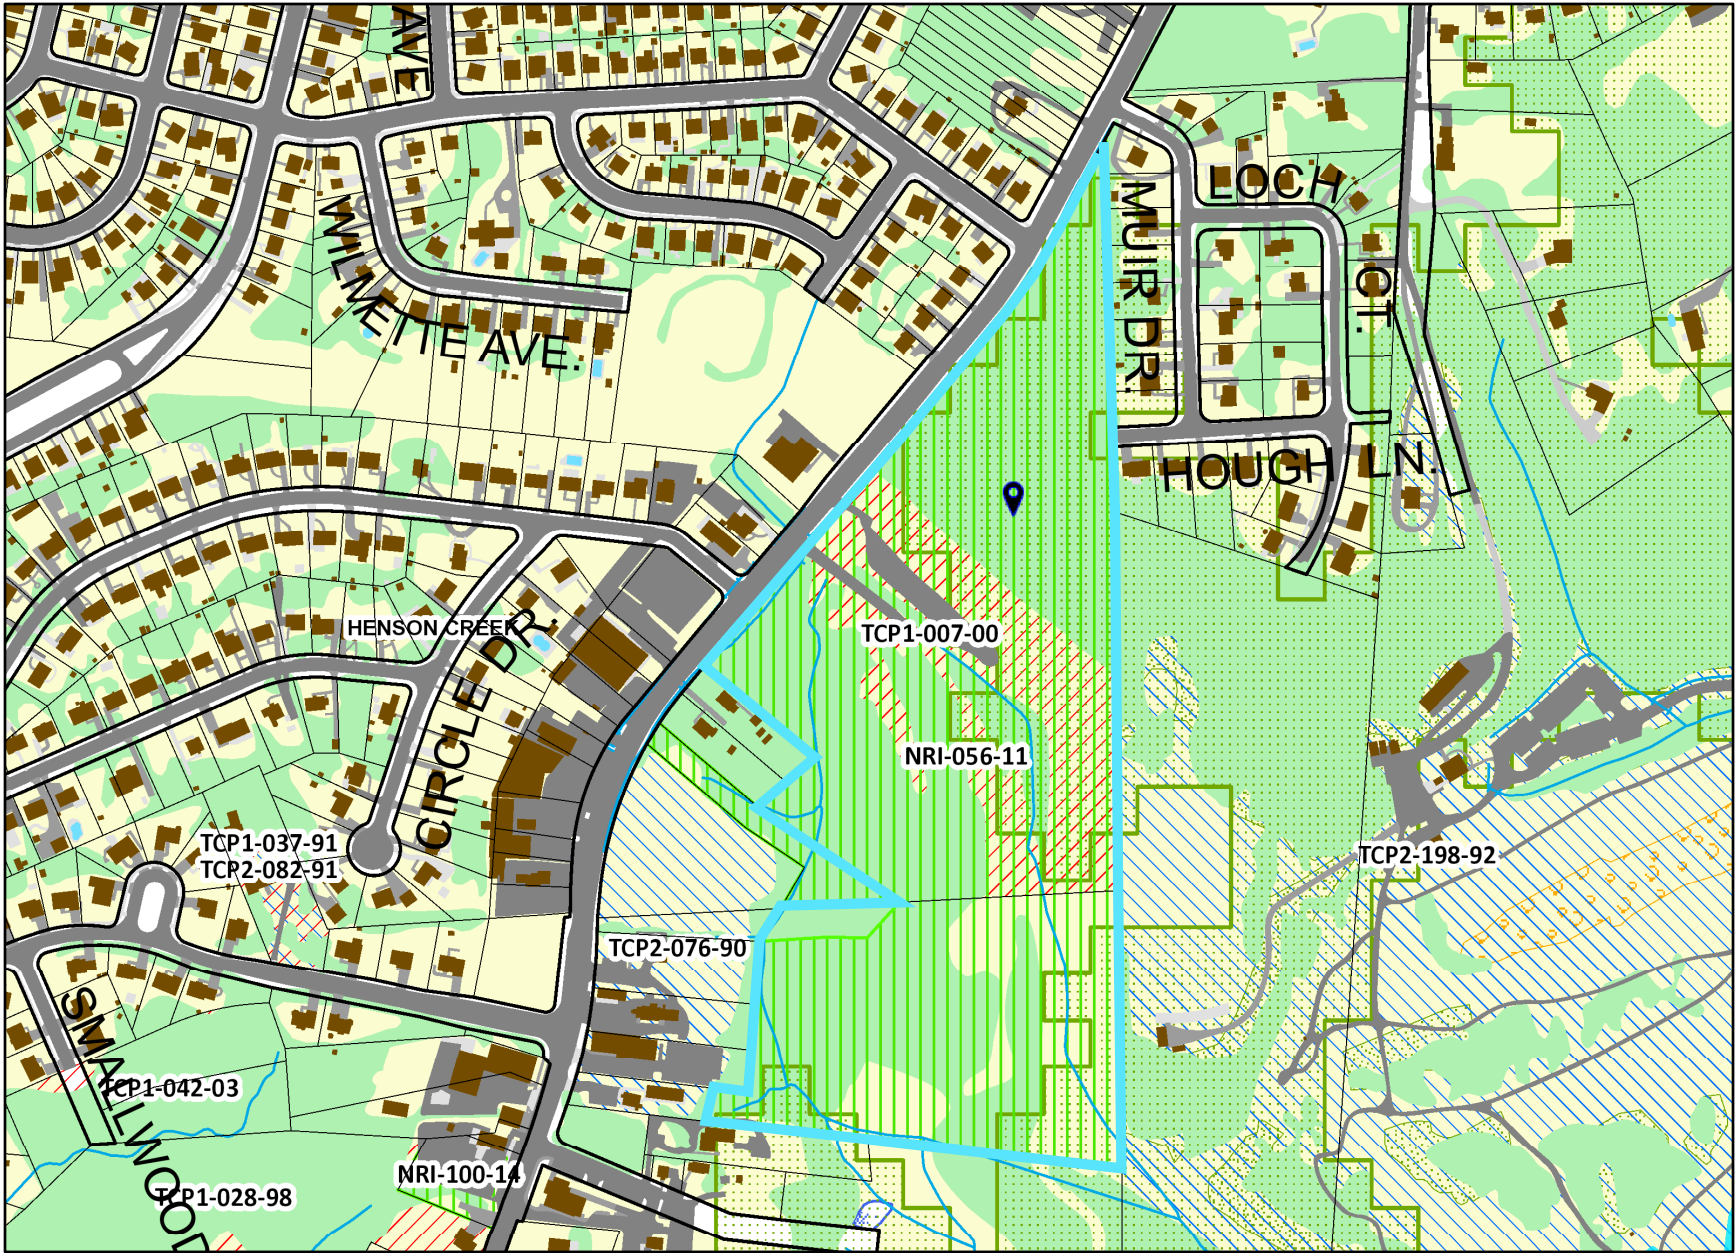 AVE
LOCH
MUIR DR.
WILMETTE AVE.
CT.
HOUGH LN.
HENSON CREEK
CIRCLE DR.
TCP1-007-00
NRI-056-11
TCP1-037-91
TCP2-082-91
TCP2-198-92
TCP2-076-90
SMALLWOOD
TCP1-042-03
NRI-100-14
TCP1-028-98